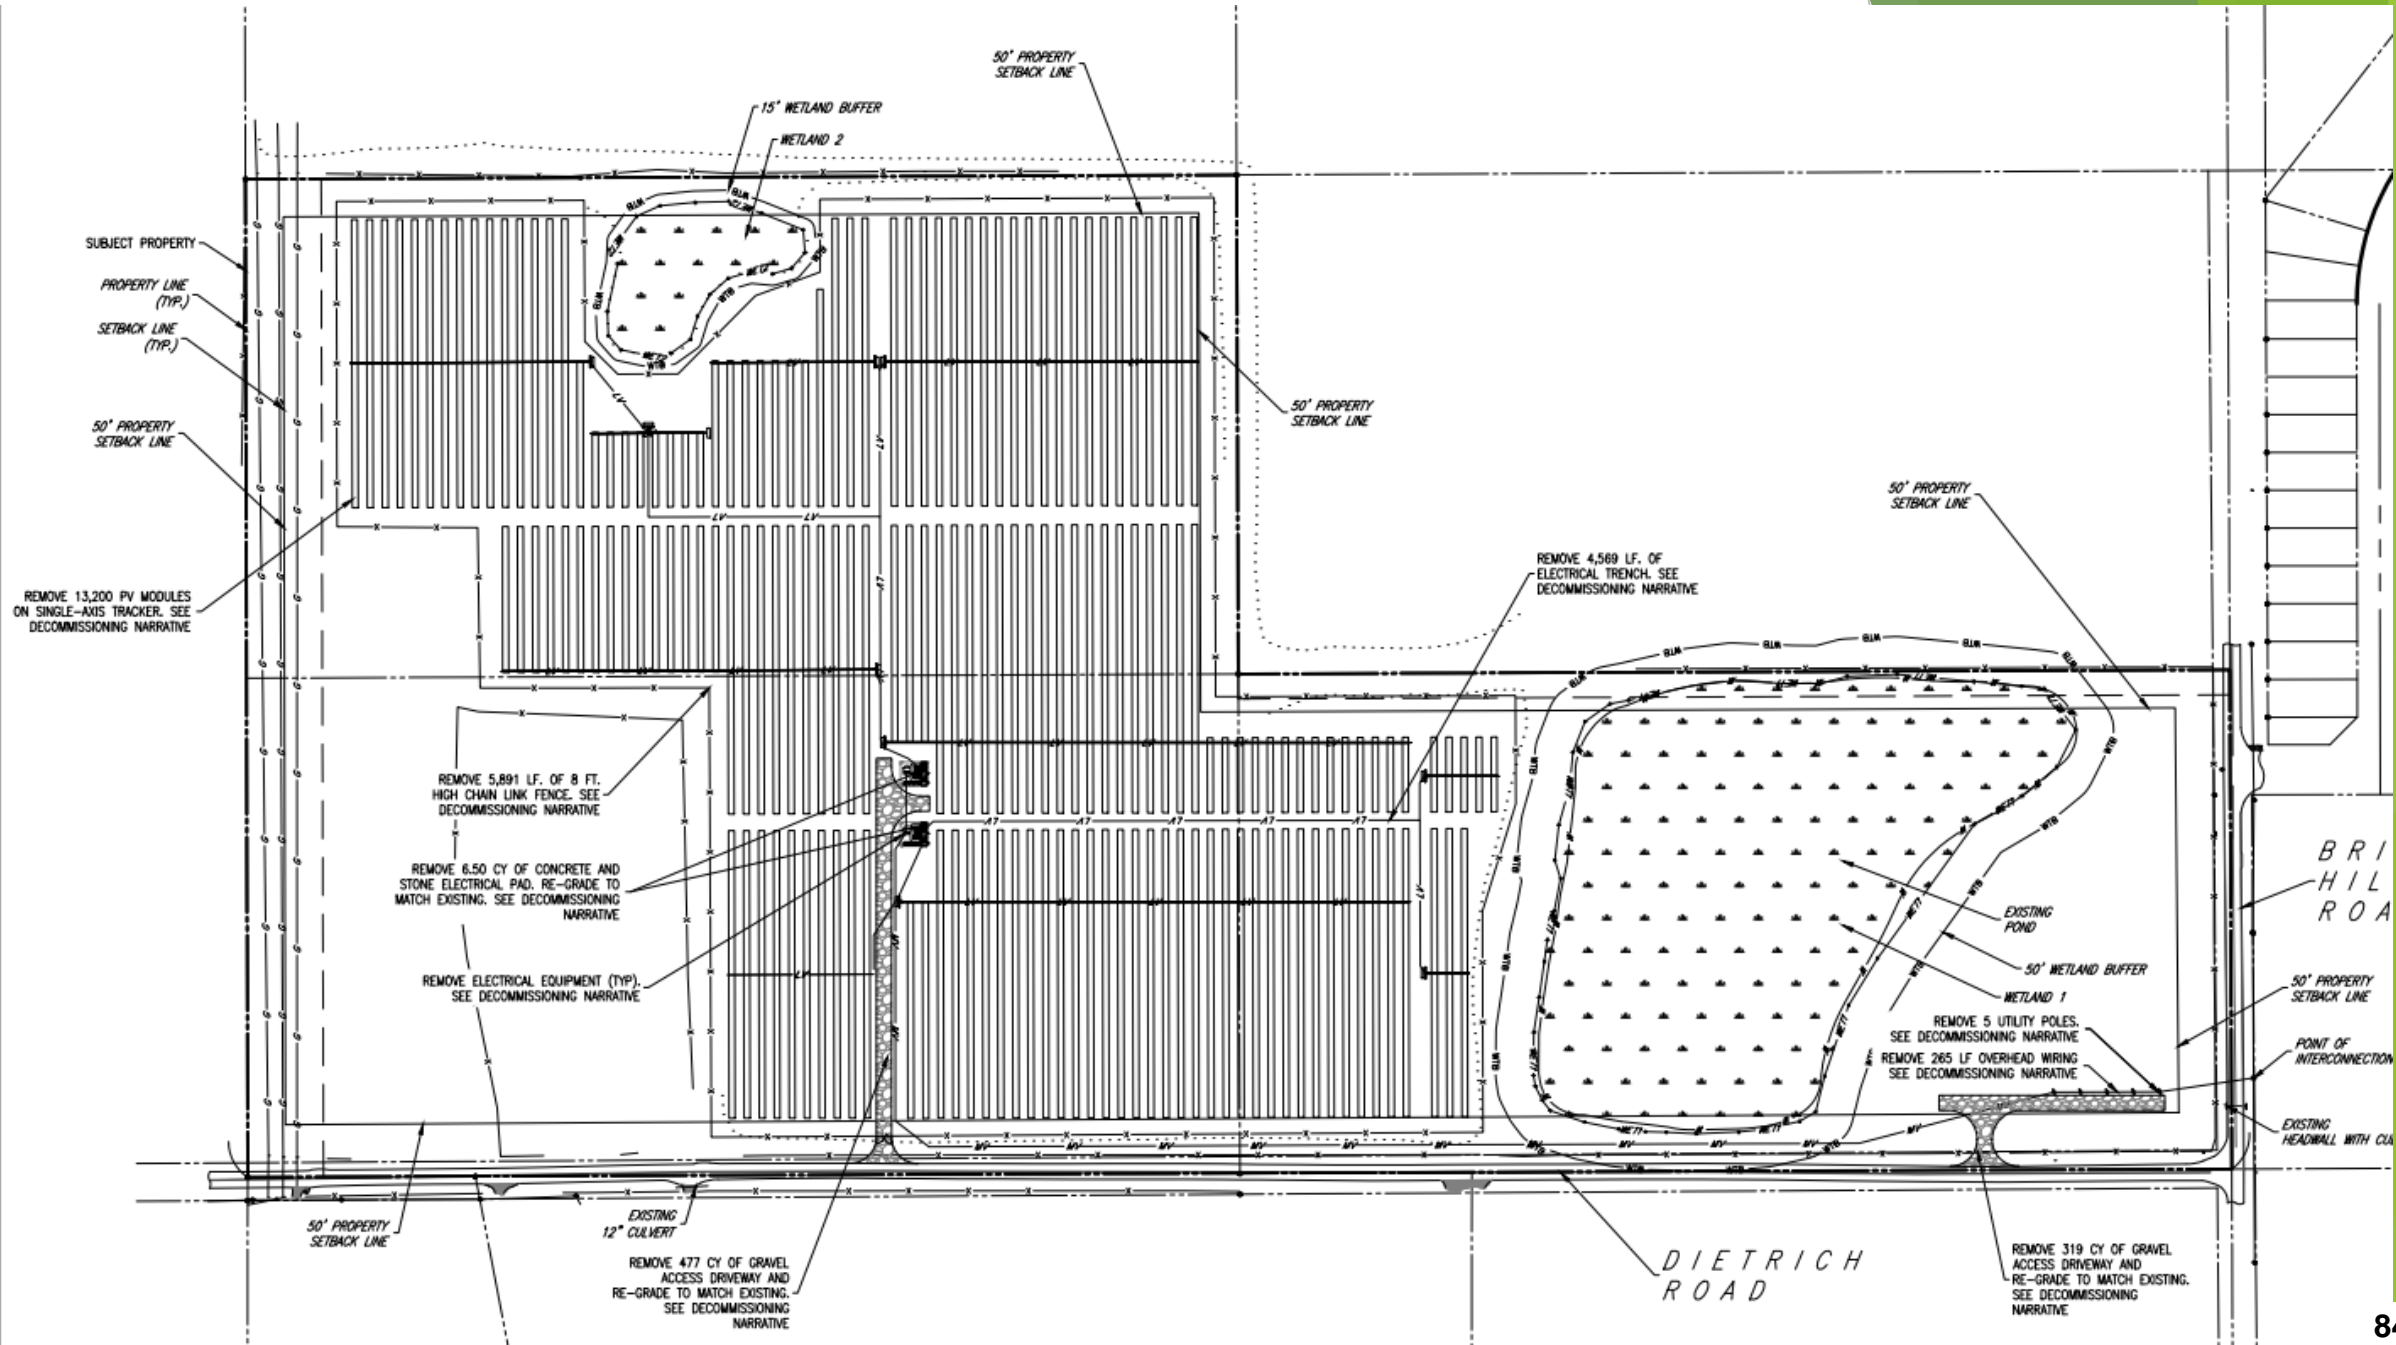 50' PROPERTY
SETBACK LINE
15' WETLAND BUFFER
WETLAND 2
SUBJECT PROPERTY
PROPERTY LINE
(TYP.)
SETBACK LINE
(TYP.)
50' PROPERTY
SETBACK LINE
50' PROPERTY
SETBACK LINE
50' PROPERTY
SETBACK LINE
REMOVE 4,569 LF. OF
ELECTRICAL TRENCH. SEE
DECOMMISSIONING NARRATIVE
REMOVE 13,200 PV MODULES
ON SINGLE-AXIS TRACKER. SEE
DECOMMISSIONING NARRATIVE
REMOVE 5,891 LF. OF 8 FT.
HIGH CHAIN LINK FENCE. SEE
DECOMMISSIONING NARRATIVE
REMOVE 6.50 CY OF CONCRETE AND
STONE ELECTRICAL PAD. RE-GRADE TO
MATCH EXISTING. SEE DECOMMISSIONING
NARRATIVE
REMOVE ELECTRICAL EQUIPMENT (TYP).
SEE DECOMMISSIONING NARRATIVE
BRI
HIL
ROA
EXISTING
POND
50' WETLAND BUFFER
WETLAND 1
50' PROPERTY
SETBACK LINE
REMOVE 5 UTILITY POLES.
SEE DECOMMISSIONING NARRATIVE
REMOVE 265 LF OVERHEAD WIRING
SEE DECOMMISSIONING NARRATIVE
POINT OF
INTERCONNECTION
EXISTING
HEADWALL WITH CU
50' PROPERTY
SETBACK LINE
EXISTING
12" CULVERT
REMOVE 477 CY OF GRAVEL
ACCESS DRIVEWAY AND
RE-GRADE TO MATCH EXISTING.
SEE DECOMMISSIONING
NARRATIVE
DIETRICH
ROAD
REMOVE 319 CY OF GRAVEL
ACCESS DRIVEWAY AND
RE-GRADE TO MATCH EXISTING.
SEE DECOMMISSIONING
NARRATIVE
84